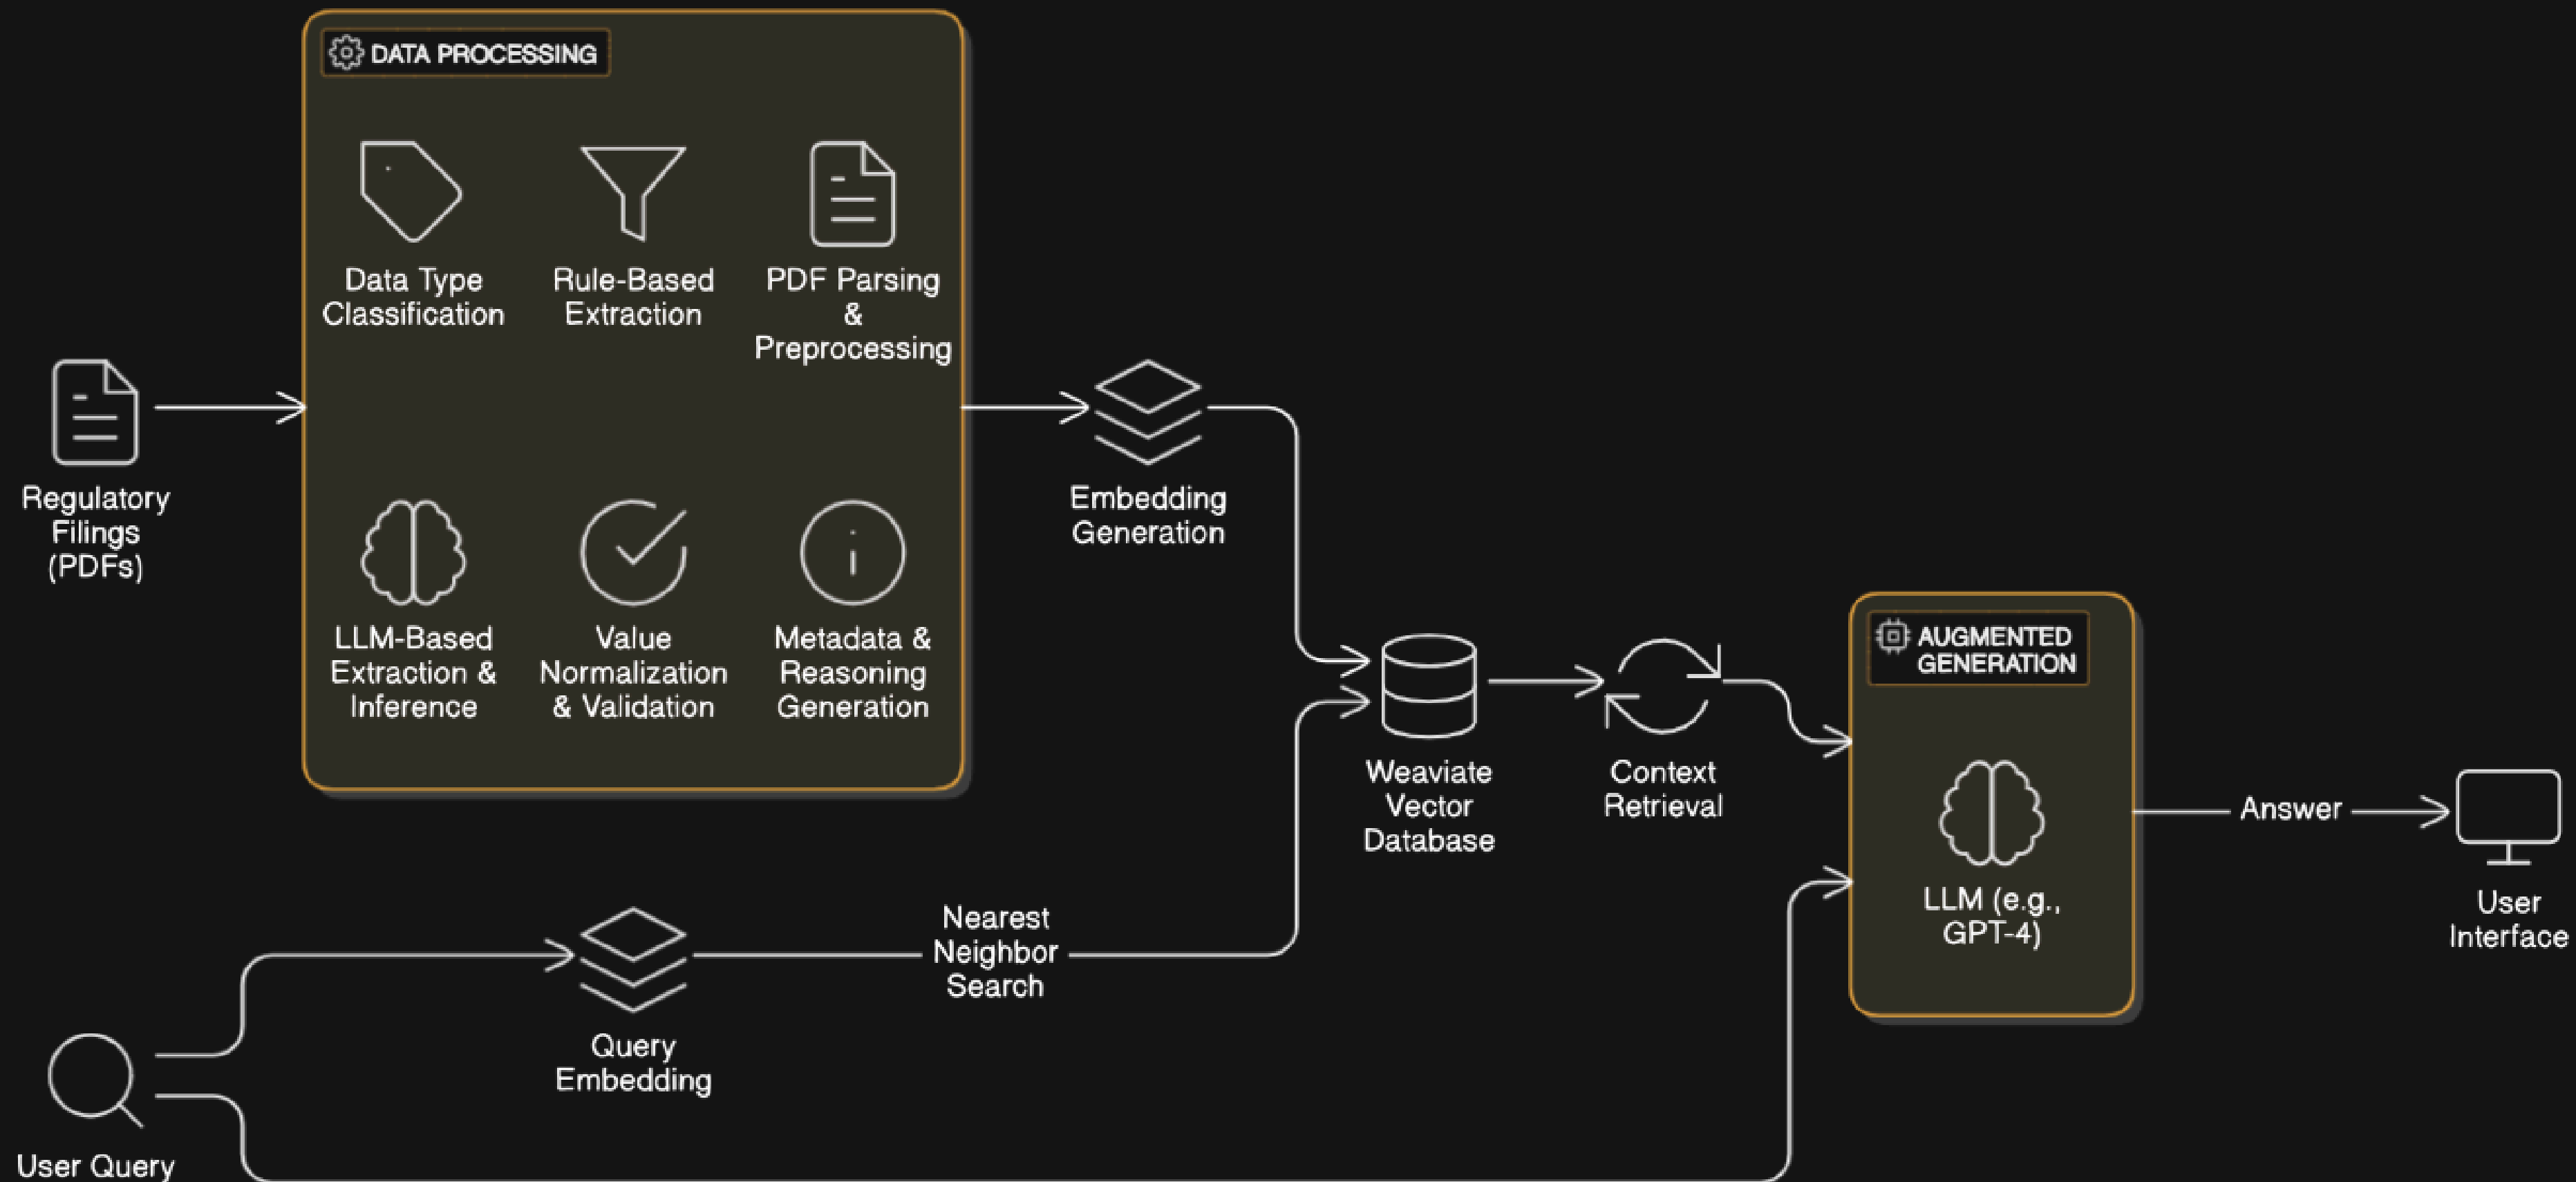 DATA PROCESSING
Data Type
Classification
Rule-Based
Extraction
PDF Parsing
&
Preprocessing
Regulatory
Filings
(PDFs)
LLM-Based
Extraction &
Inference
Value
Normalization
& Validation
Metadata &
Reasoning
Generation
Embedding
Generation
Weaviate
Vector
Database
Context
Retrieval
AUGMENTED
GENERATION
LLM (e.g.,
GPT-4)
Answer
User
Interface
Nearest
Neighbor
Search
Query
Embedding
User Query